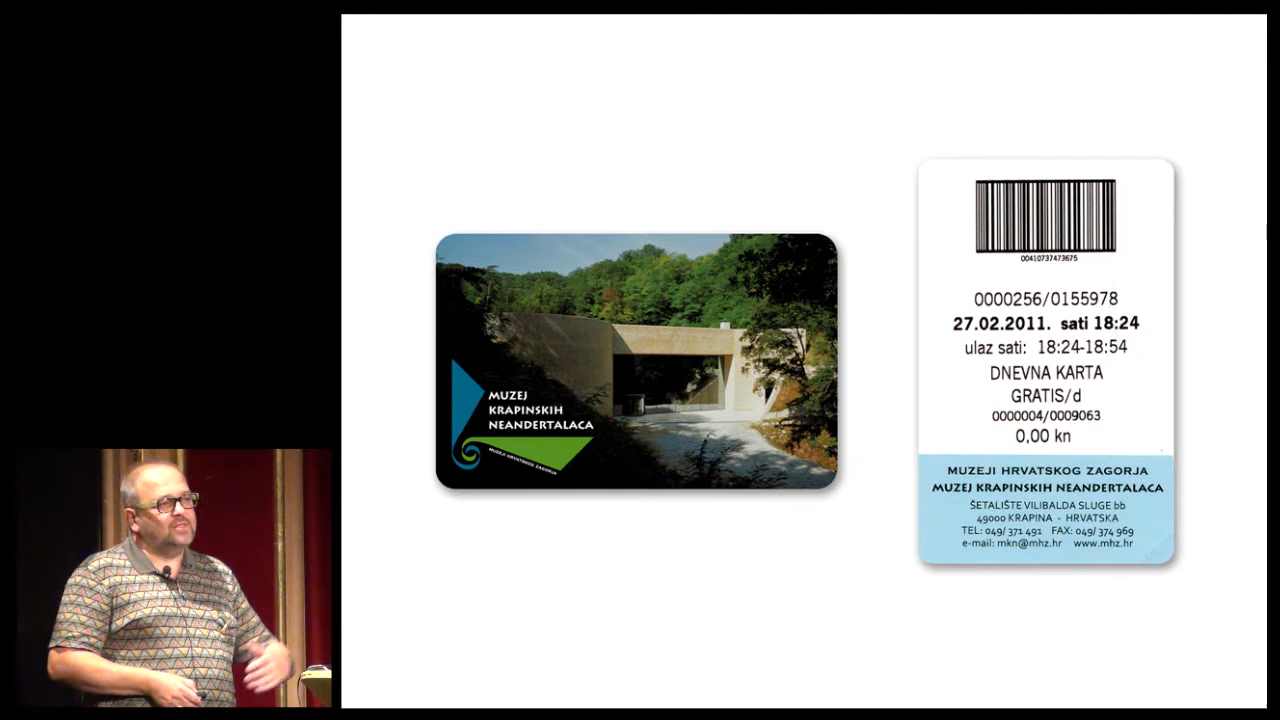 MUZEJ
KRAPINSKIH
NEANDERTALACA
MUZEJI HRVATSKOG ZAGORJA
00410737473675
0000256/0155978
27.02.2011. sati 18:24
ulaz sati: 18:24-18:54
DNEVNA KARTA
GRATIS/d
0000004/0009063
0,00 kn
MUZEJI HRVATSKOG ZAGORJA
MUZEJ KRAPINSKIH NEANDERTALACA
ŠETALIŠTE VILIBALDA SLUGE bb
49000 KRAPINA - HRVATSKA
TEL: 049/ 371 491 FAX: 049/ 374 969
e-mail: mkn@mhz.hr www.mhz.hr